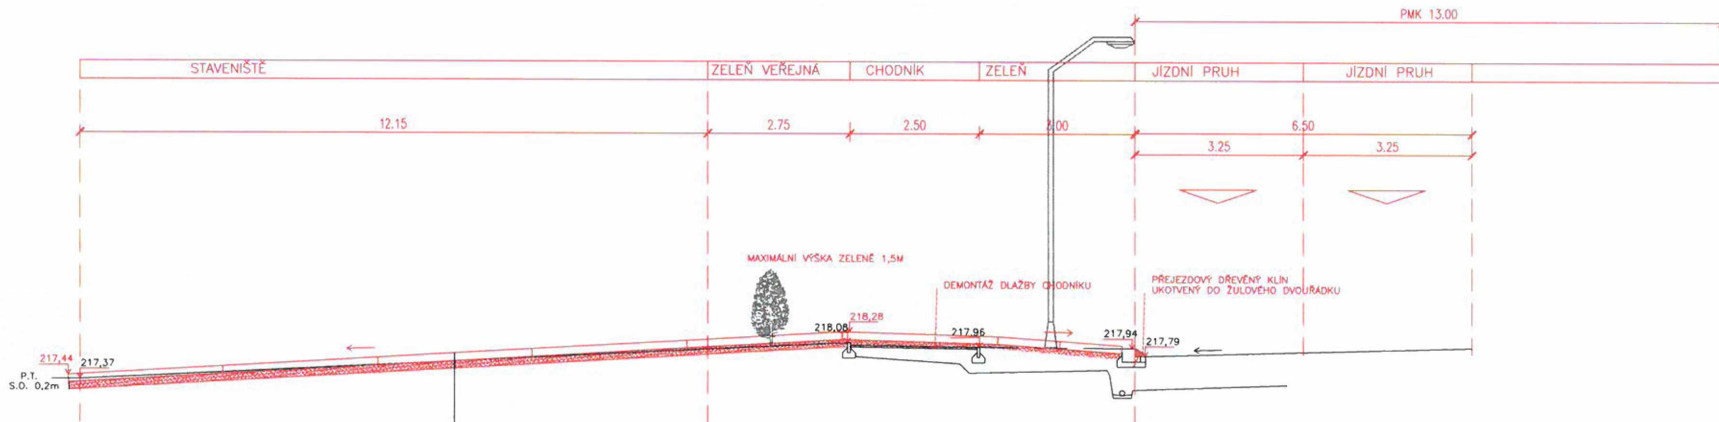 PMK 13.00
STAVENIŠTĚ
ZELEŇ VEŘEJNÁ
CHODNÍK
ZELEŇ
JÍZDNÍ PRUH
JÍZDNÍ PRUH
12.15
2.75
2.50
3.00
6.50
3.25
3.25
MAXIMÁLNÍ VÝŠKA ZELENĚ 1,5M
DEMONTÁŽ DLAŽBY CHODNÍKU
PŘEJEZDOVÝ DŘEVĚNÝ KLÍN
UKOTVENÝ DO ŽULOVÉHO DVOUŘÁDKU
218,28
218,08
217,96
217,94
217,79
217,44
217,37
P.T.
S.O. 0,2m